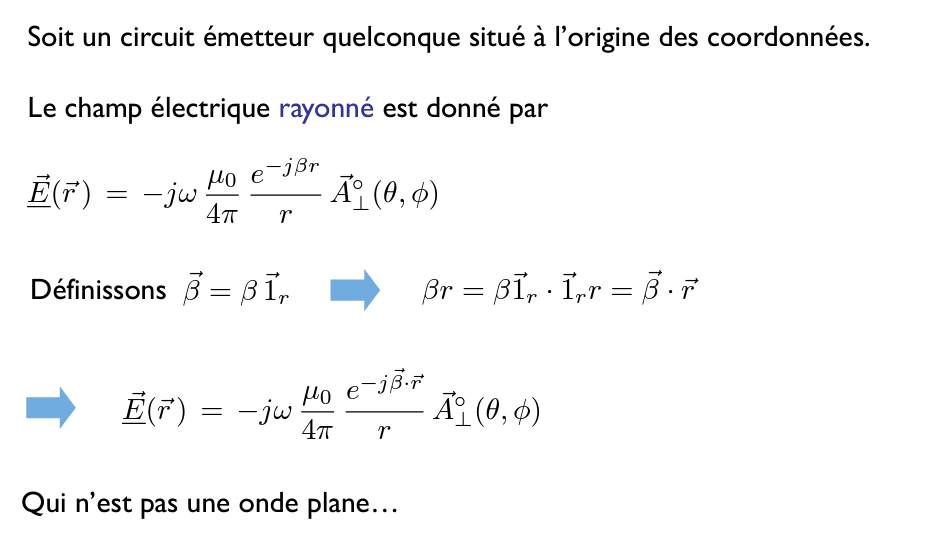 Soit un circuit émetteur quelconque situé à l’origine des coordonnées.
Le champ électrique rayonné est donné par
$\underline{\vec{E}}(\vec{r}\,) = -j\omega \frac{\mu_0}{4\pi} \frac{e^{-j\beta r}}{r} \vec{A}_{\perp}^{\circ}(\theta, \phi)$
Définissons $\vec{\beta} = \beta\,\vec{1}_r$ $\beta r = \beta \vec{1}_r \cdot \vec{1}_r r = \vec{\beta} \cdot \vec{r}$
$\underline{\vec{E}}(\vec{r}\,) = -j\omega \frac{\mu_0}{4\pi} \frac{e^{-j\vec{\beta} \cdot \vec{r}}}{r} \vec{A}_{\perp}^{\circ}(\theta, \phi)$
Qui n’est pas une onde plane…